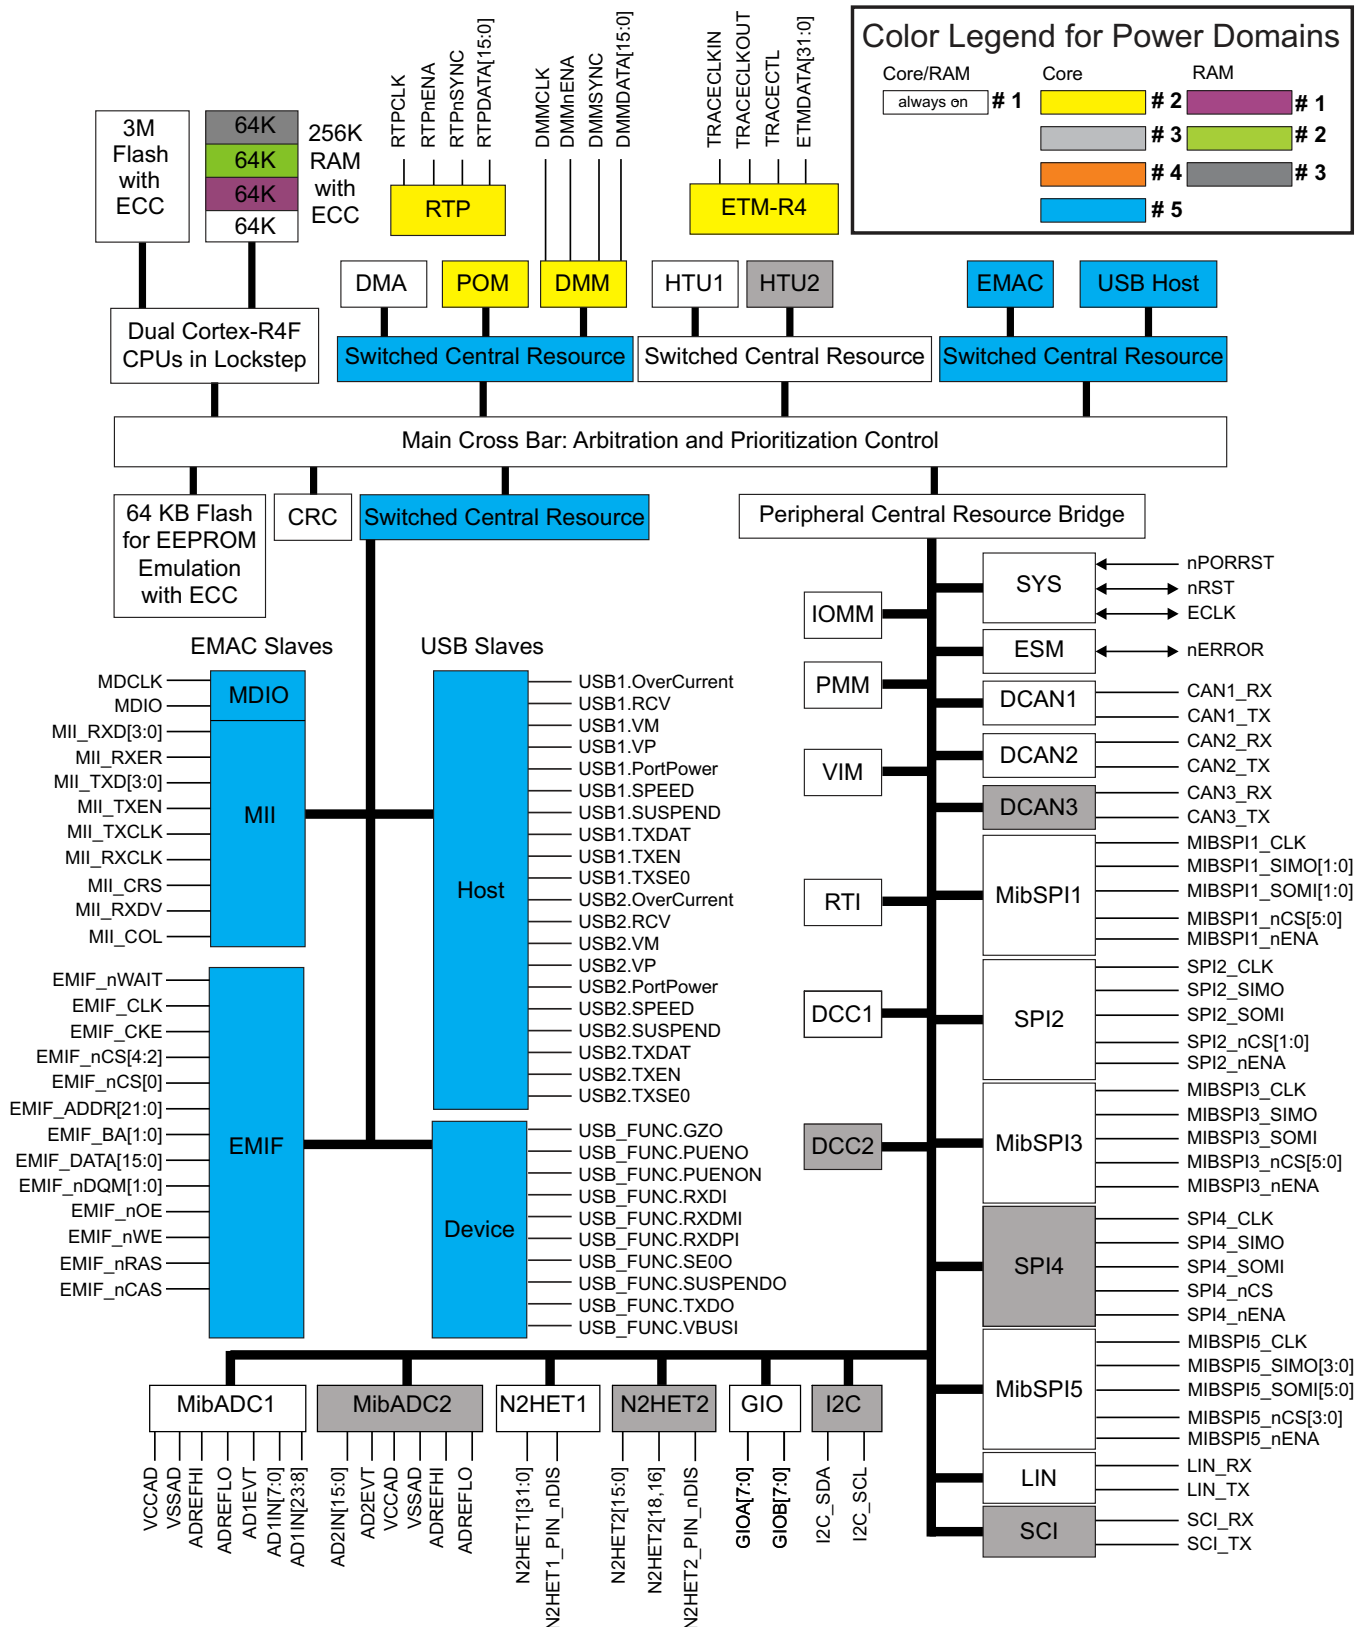 Color Legend for Power Domains
Core/RAM
Core
RAM
always on
# 1
# 2
# 1
# 3
# 2
# 4
# 3
# 5
3M
Flash
with
ECC
64K
64K
64K
64K
256K
RAM
with
ECC
RTPCLK
RTPnENA
RTPnSYNC
RTPDATA[15:0]
RTP
DMMCLK
DMMnENA
DMMSYNC
DMMDATA[15:0]
TRACECLKIN
TRACECLKOUT
TRACECTL
ETMDATA[31:0]
ETM-R4
DMA
POM
DMM
HTU1
HTU2
EMAC
USB Host
Dual Cortex-R4F
CPUs in Lockstep
Switched Central Resource
Switched Central Resource
Switched Central Resource
Main Cross Bar: Arbitration and Prioritization Control
64 KB Flash
for EEPROM
Emulation
with ECC
CRC
Switched Central Resource
Peripheral Central Resource Bridge
EMAC Slaves
USB Slaves
MDCLK
MDIO
MDIO
MII_RXD[3:0]
MII_RXER
MII_TXD[3:0]
MII_TXEN
MII_TXCLK
MII_RXCLK
MII_CRS
MII_RXDV
MII_COL
MII
EMIF_nWAIT
EMIF_CLK
EMIF_CKE
EMIF_nCS[4:2]
EMIF_nCS[0]
EMIF_ADDR[21:0]
EMIF_BA[1:0]
EMIF_DATA[15:0]
EMIF_nDQM[1:0]
EMIF_nOE
EMIF_nWE
EMIF_nRAS
EMIF_nCAS
EMIF
Host
USB1.OverCurrent
USB1.RCV
USB1.VM
USB1.VP
USB1.PortPower
USB1.SPEED
USB1.SUSPEND
USB1.TXDAT
USB1.TXEN
USB1.TXSE0
USB2.OverCurrent
USB2.RCV
USB2.VM
USB2.VP
USB2.PortPower
USB2.SPEED
USB2.SUSPEND
USB2.TXDAT
USB2.TXEN
USB2.TXSE0
Device
USB_FUNC.GZO
USB_FUNC.PUENO
USB_FUNC.PUENON
USB_FUNC.RXDI
USB_FUNC.RXDMI
USB_FUNC.RXDPI
USB_FUNC.SE0O
USB_FUNC.SUSPENDO
USB_FUNC.TXDO
USB_FUNC.VBUSI
IOMM
PMM
VIM
RTI
DCC1
DCC2
SYS
nPORRST
nRST
ECLK
ESM
nERROR
DCAN1
CAN1_RX
CAN1_TX
DCAN2
CAN2_RX
CAN2_TX
DCAN3
CAN3_RX
CAN3_TX
MibSPI1
MIBSPI1_CLK
MIBSPI1_SIMO[1:0]
MIBSPI1_SOMI[1:0]
MIBSPI1_nCS[5:0]
MIBSPI1_nENA
SPI2
SPI2_CLK
SPI2_SIMO
SPI2_SOMI
SPI2_nCS[1:0]
SPI2_nENA
MibSPI3
MIBSPI3_CLK
MIBSPI3_SIMO
MIBSPI3_SOMI
MIBSPI3_nCS[5:0]
MIBSPI3_nENA
SPI4
SPI4_CLK
SPI4_SIMO
SPI4_SOMI
SPI4_nCS
SPI4_nENA
MibSPI5
MIBSPI5_CLK
MIBSPI5_SIMO[3:0]
MIBSPI5_SOMI[5:0]
MIBSPI5_nCS[3:0]
MIBSPI5_nENA
LIN
LIN_RX
LIN_TX
SCI
SCI_RX
SCI_TX
MibADC1
MibADC2
N2HET1
N2HET2
GIO
I2C
VCCAD
VSSAD
ADREFHI
ADREFLO
AD1EVT
AD1IN[7:0]
AD1IN[23:8]
AD2IN[15:0]
AD2EVT
VCCAD
VSSAD
ADREFHI
ADREFLO
N2HET1[31:0]
N2HET1_PIN_nDIS
N2HET2[15:0]
N2HET2[18,16]
N2HET2_PIN_nDIS
GIOA[7:0]
GIOB[7:0]
I2C_SDA
I2C_SCL